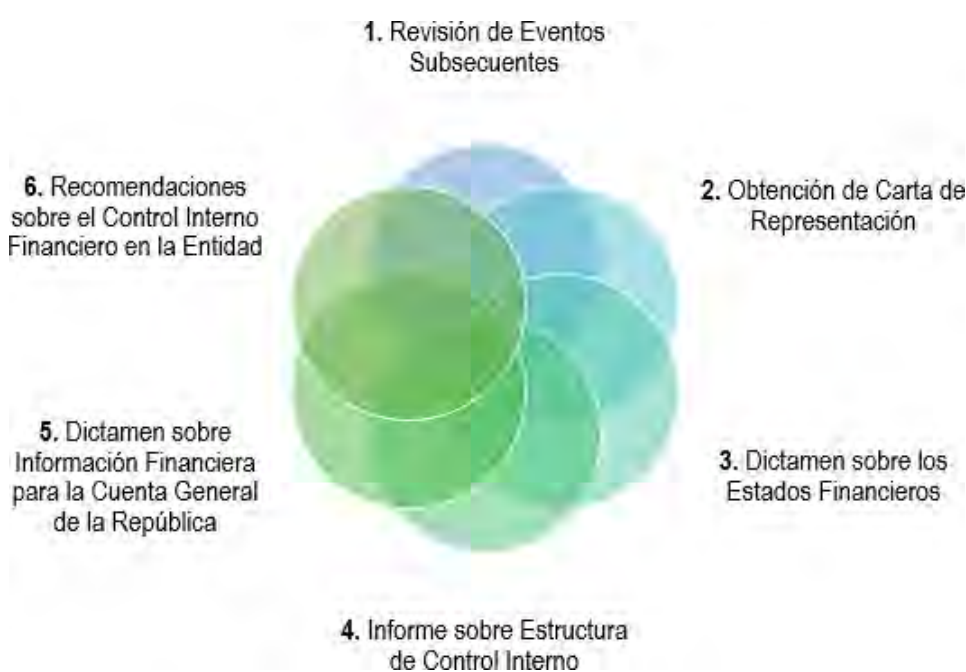 1. Revisión de Eventos
Subsecuentes
2. Obtención de Carta de
Representación
3. Dictamen sobre los
Estados Financieros
4. Informe sobre Estructura
de Control Interno
5. Dictamen sobre
Información Financiera
para la Cuenta General
de la República
6. Recomendaciones
sobre el Control Interno
Financiero en la Entidad